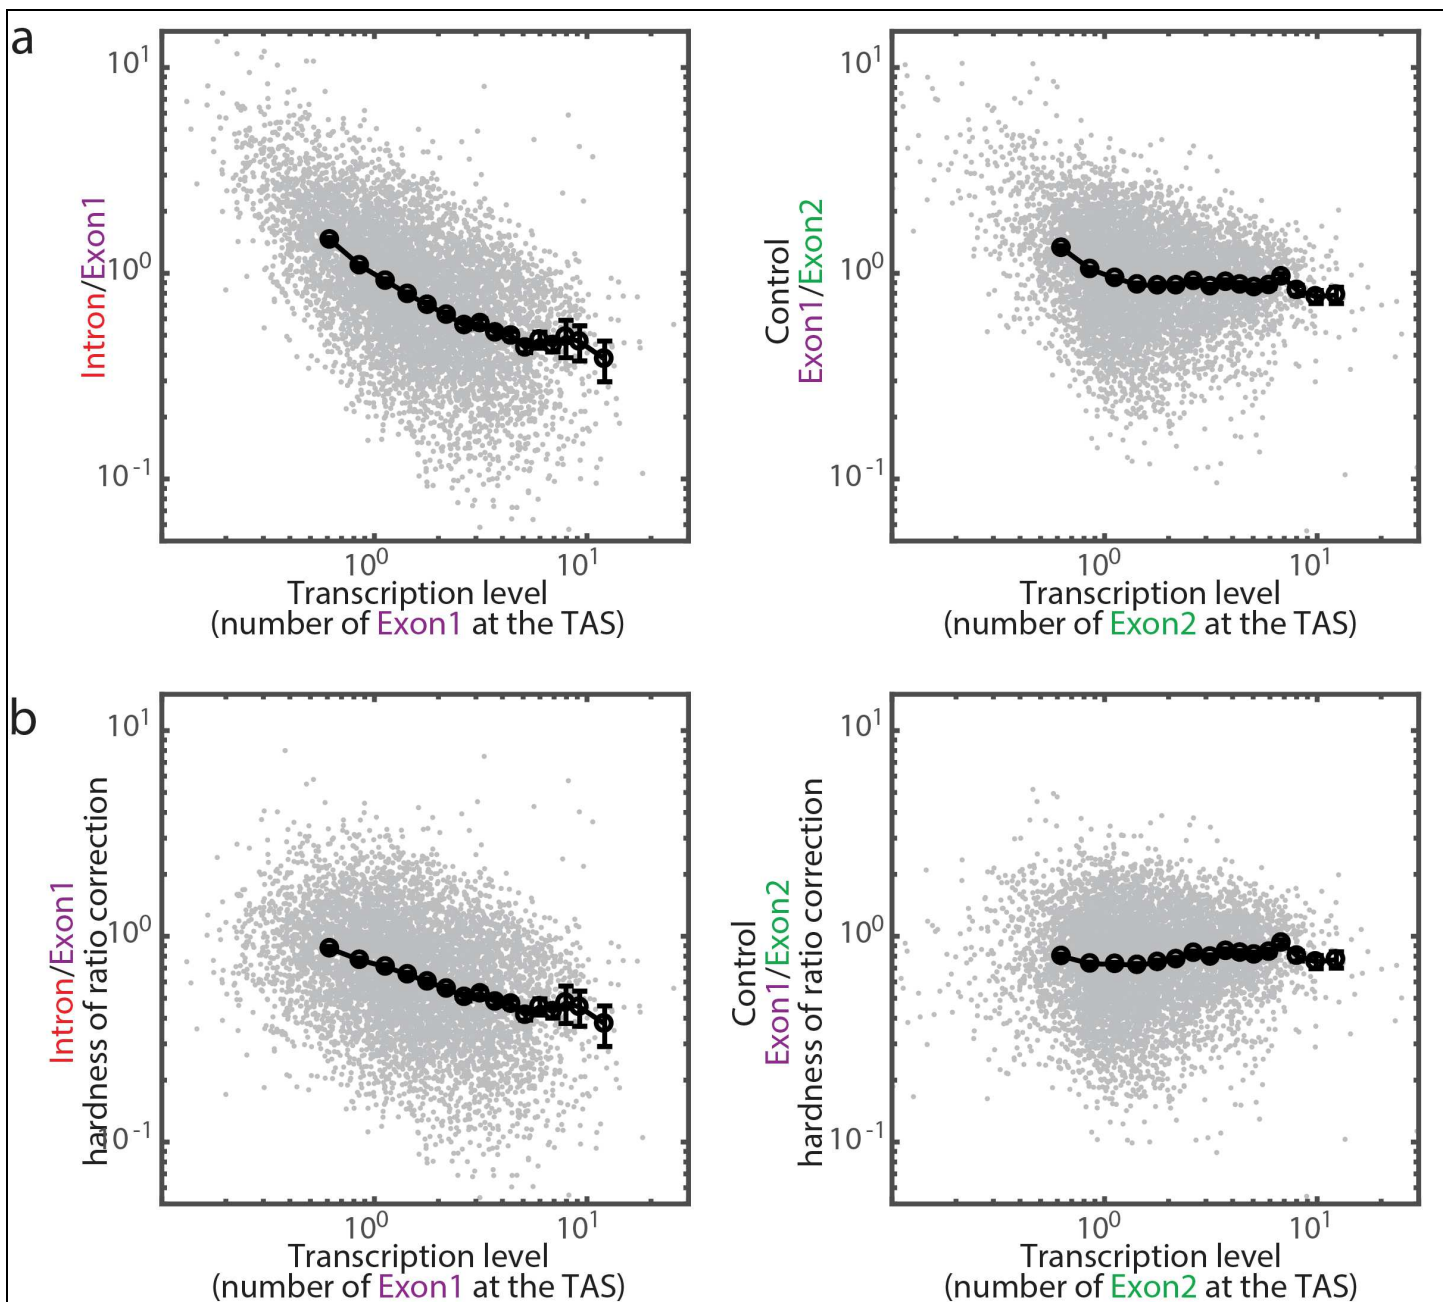 a
10^1
10^0
10^-1
Intron/Exon1
10^0 10^1
Transcription level
(number of Exon1 at the TAS)
10^1
10^0
10^-1
Control
Exon1/Exon2
10^0 10^1
Transcription level
(number of Exon2 at the TAS)
b
10^1
10^0
10^-1
Intron/Exon1
hardness of ratio correction
10^0 10^1
Transcription level
(number of Exon1 at the TAS)
10^1
10^0
10^-1
Control
Exon1/Exon2
hardness of ratio correction
10^0 10^1
Transcription level
(number of Exon2 at the TAS)